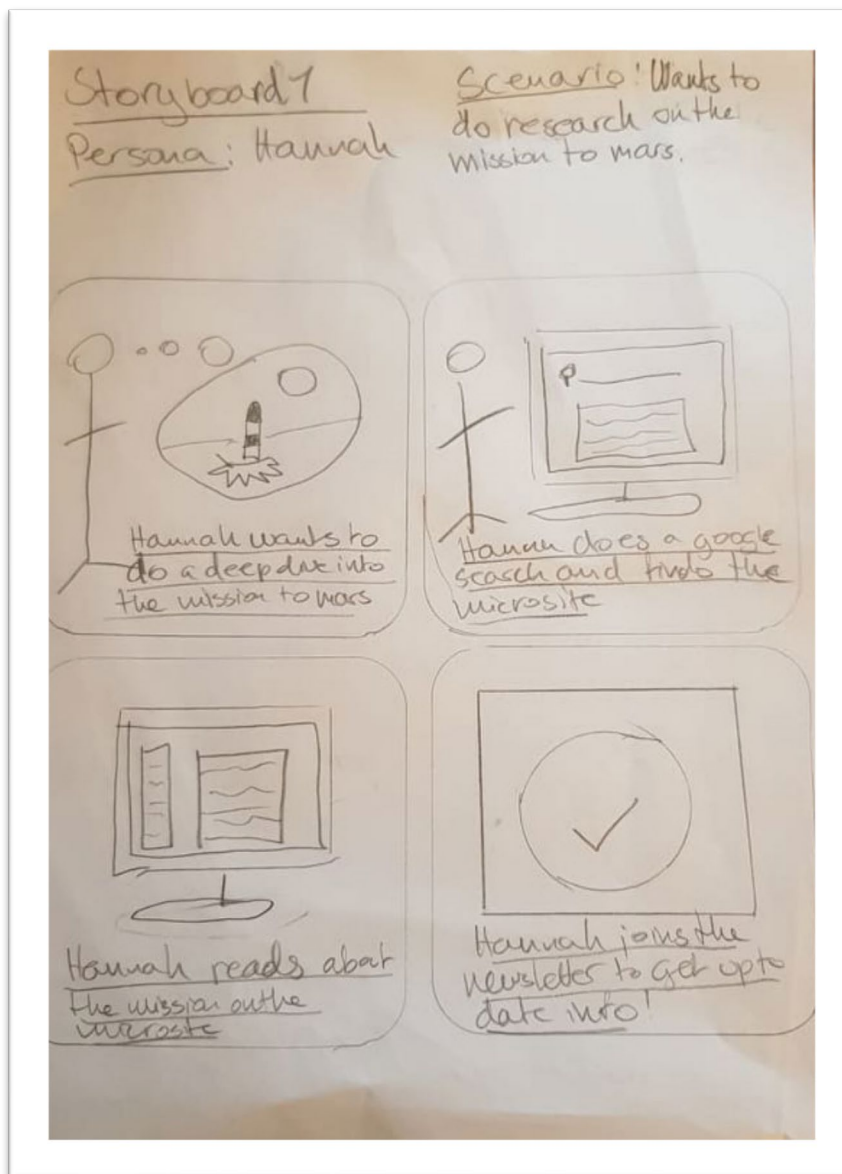 Storyboard 1
Persona: Hannah
Scenario: Wants to
do research on the
mission to mars.
Hannah wants to
do a deep dive into
the mission to mars
Hannu does a google
search and finds the
microsite
Hannah reads about
the mission on the
microsite
Hannah joins the
newsletter to get up to
date info!